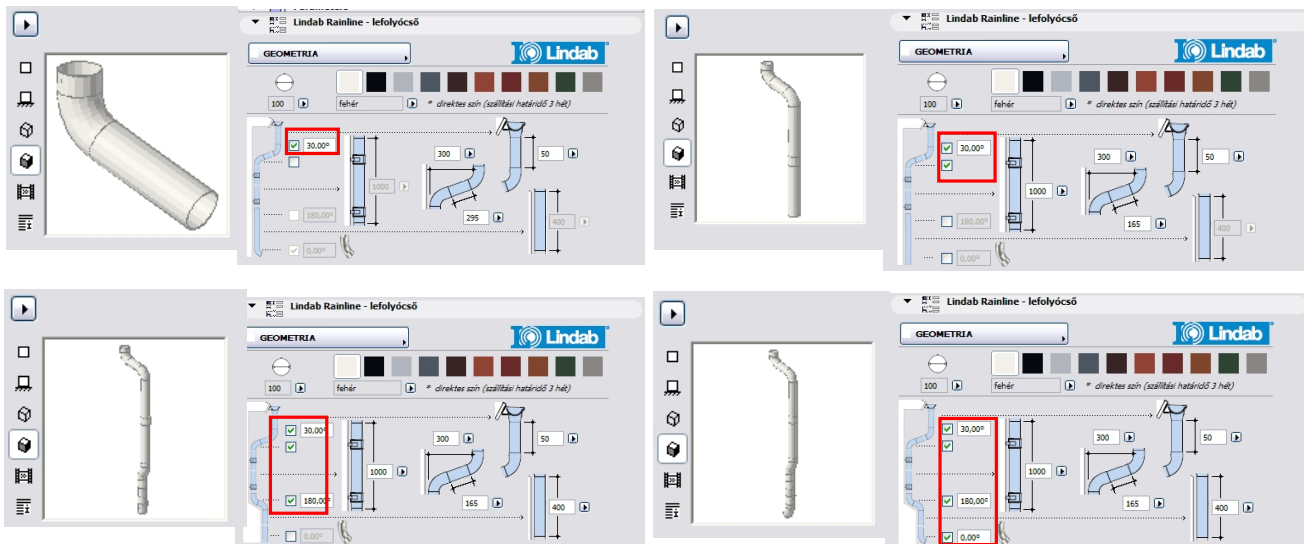 Lindab Rainline - lefolyócső
GEOMETRIA
Lindab
100
fehér
* direktes szín (szállítási határidő 3 hét)
30,00°
300
50
1000
295
180,00°
400
0,00°
GEOMETRIA
Lindab
Lindab Rainline - lefolyócső
100
fehér
* direktes szín (szállítási határidő 3 hét)
30,00°
300
50
1000
165
180,00°
400
0,00°
Lindab Rainline - lefolyócső
GEOMETRIA
Lindab
100
fehér
* direktes szín (szállítási határidő 3 hét)
30,00°
300
50
1000
180,00°
165
400
0,00°
Lindab Rainline - lefolyócső
GEOMETRIA
Lindab
100
fehér
* direktes szín (szállítási határidő 3 hét)
30,00°
300
50
1000
180,00°
165
400
0,00°